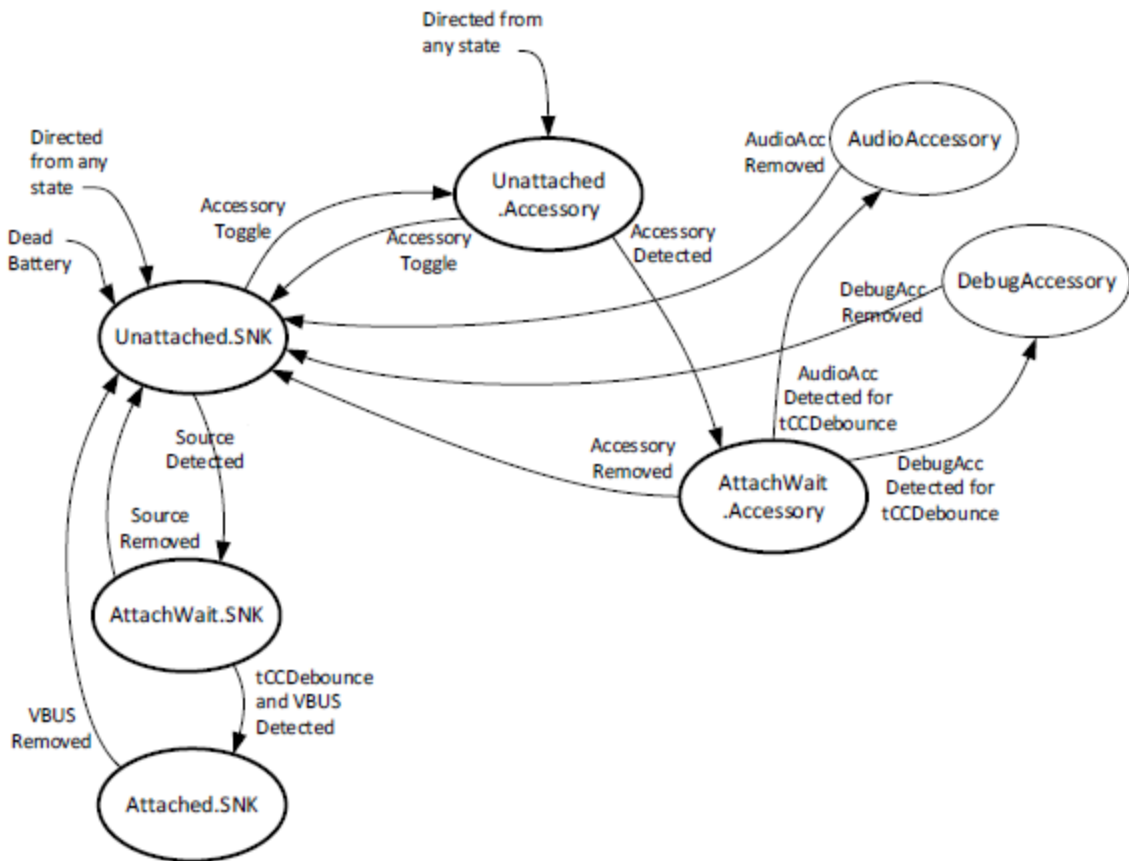 Directed from
any state
Directed
from any
state
Dead
Battery
Accessory
Toggle
Accessory
Toggle
Unattached
.Accessory
Accessory
Detected
AudioAcc
Removed
AudioAccessory
DebugAccessory
DebugAcc
Removed
Unattached.SNK
AudioAcc
Detected for
tCCDebounce
Source
Detected
Accessory
Removed
AttachWait
.Accessory
DebugAcc
Detected for
tCCDebounce
Source
Removed
AttachWait.SNK
tCCDebounce
and VBUS
Detected
VBUS
Removed
Attached.SNK